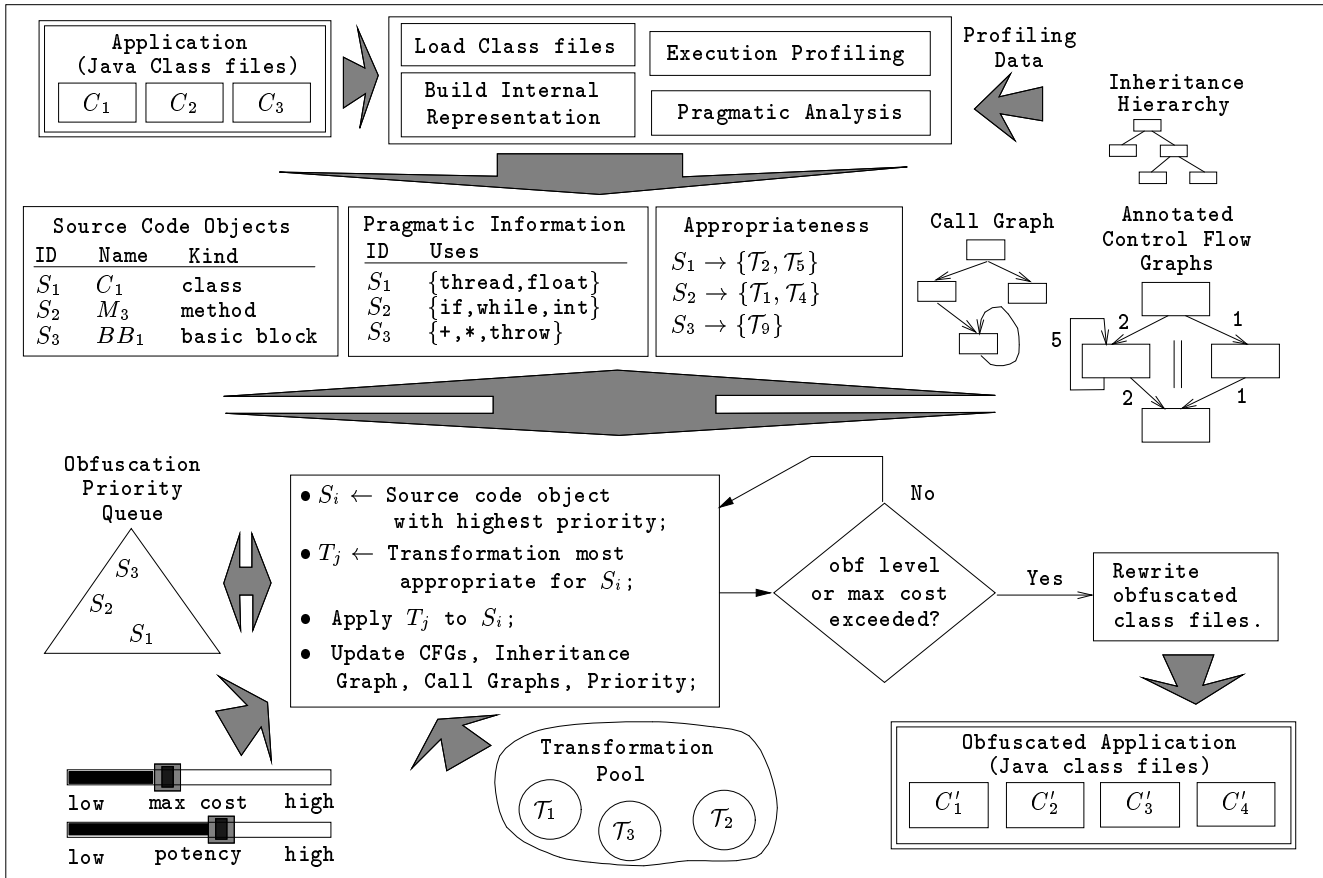 Application
(Java Class files)
C₁ C₂ C₃
Load Class files
Build Internal
Representation
Execution Profiling
Pragmatic Analysis
Profiling
Data
Inheritance
Hierarchy
Source Code Objects
ID Name Kind
S₁ C₁ class
S₂ M₃ method
S₃ BB₁ basic block
Pragmatic Information
ID Uses
S₁ {thread,float}
S₂ {if,while,int}
S₃ {+,*,throw}
Appropriateness
S₁ → {𝒯₂, 𝒯₅}
S₂ → {𝒯₁, 𝒯₄}
S₃ → {𝒯₉}
Call Graph
Annotated
Control Flow
Graphs
2 1
5
2 1
Obfuscation
Priority
Queue
S₃
S₂
S₁
• Sᵢ ← Source code object
with highest priority;
• Tⱼ ← Transformation most
appropriate for Sᵢ;
• Apply Tⱼ to Sᵢ;
• Update CFGs, Inheritance
Graph, Call Graphs, Priority;
No
obf level
or max cost
exceeded?
Yes
Rewrite
obfuscated
class files.
low max cost high
low potency high
Transformation
Pool
𝒯₁ 𝒯₃ 𝒯₂
Obfuscated Application
(Java class files)
C′₁ C′₂ C′₃ C′₄